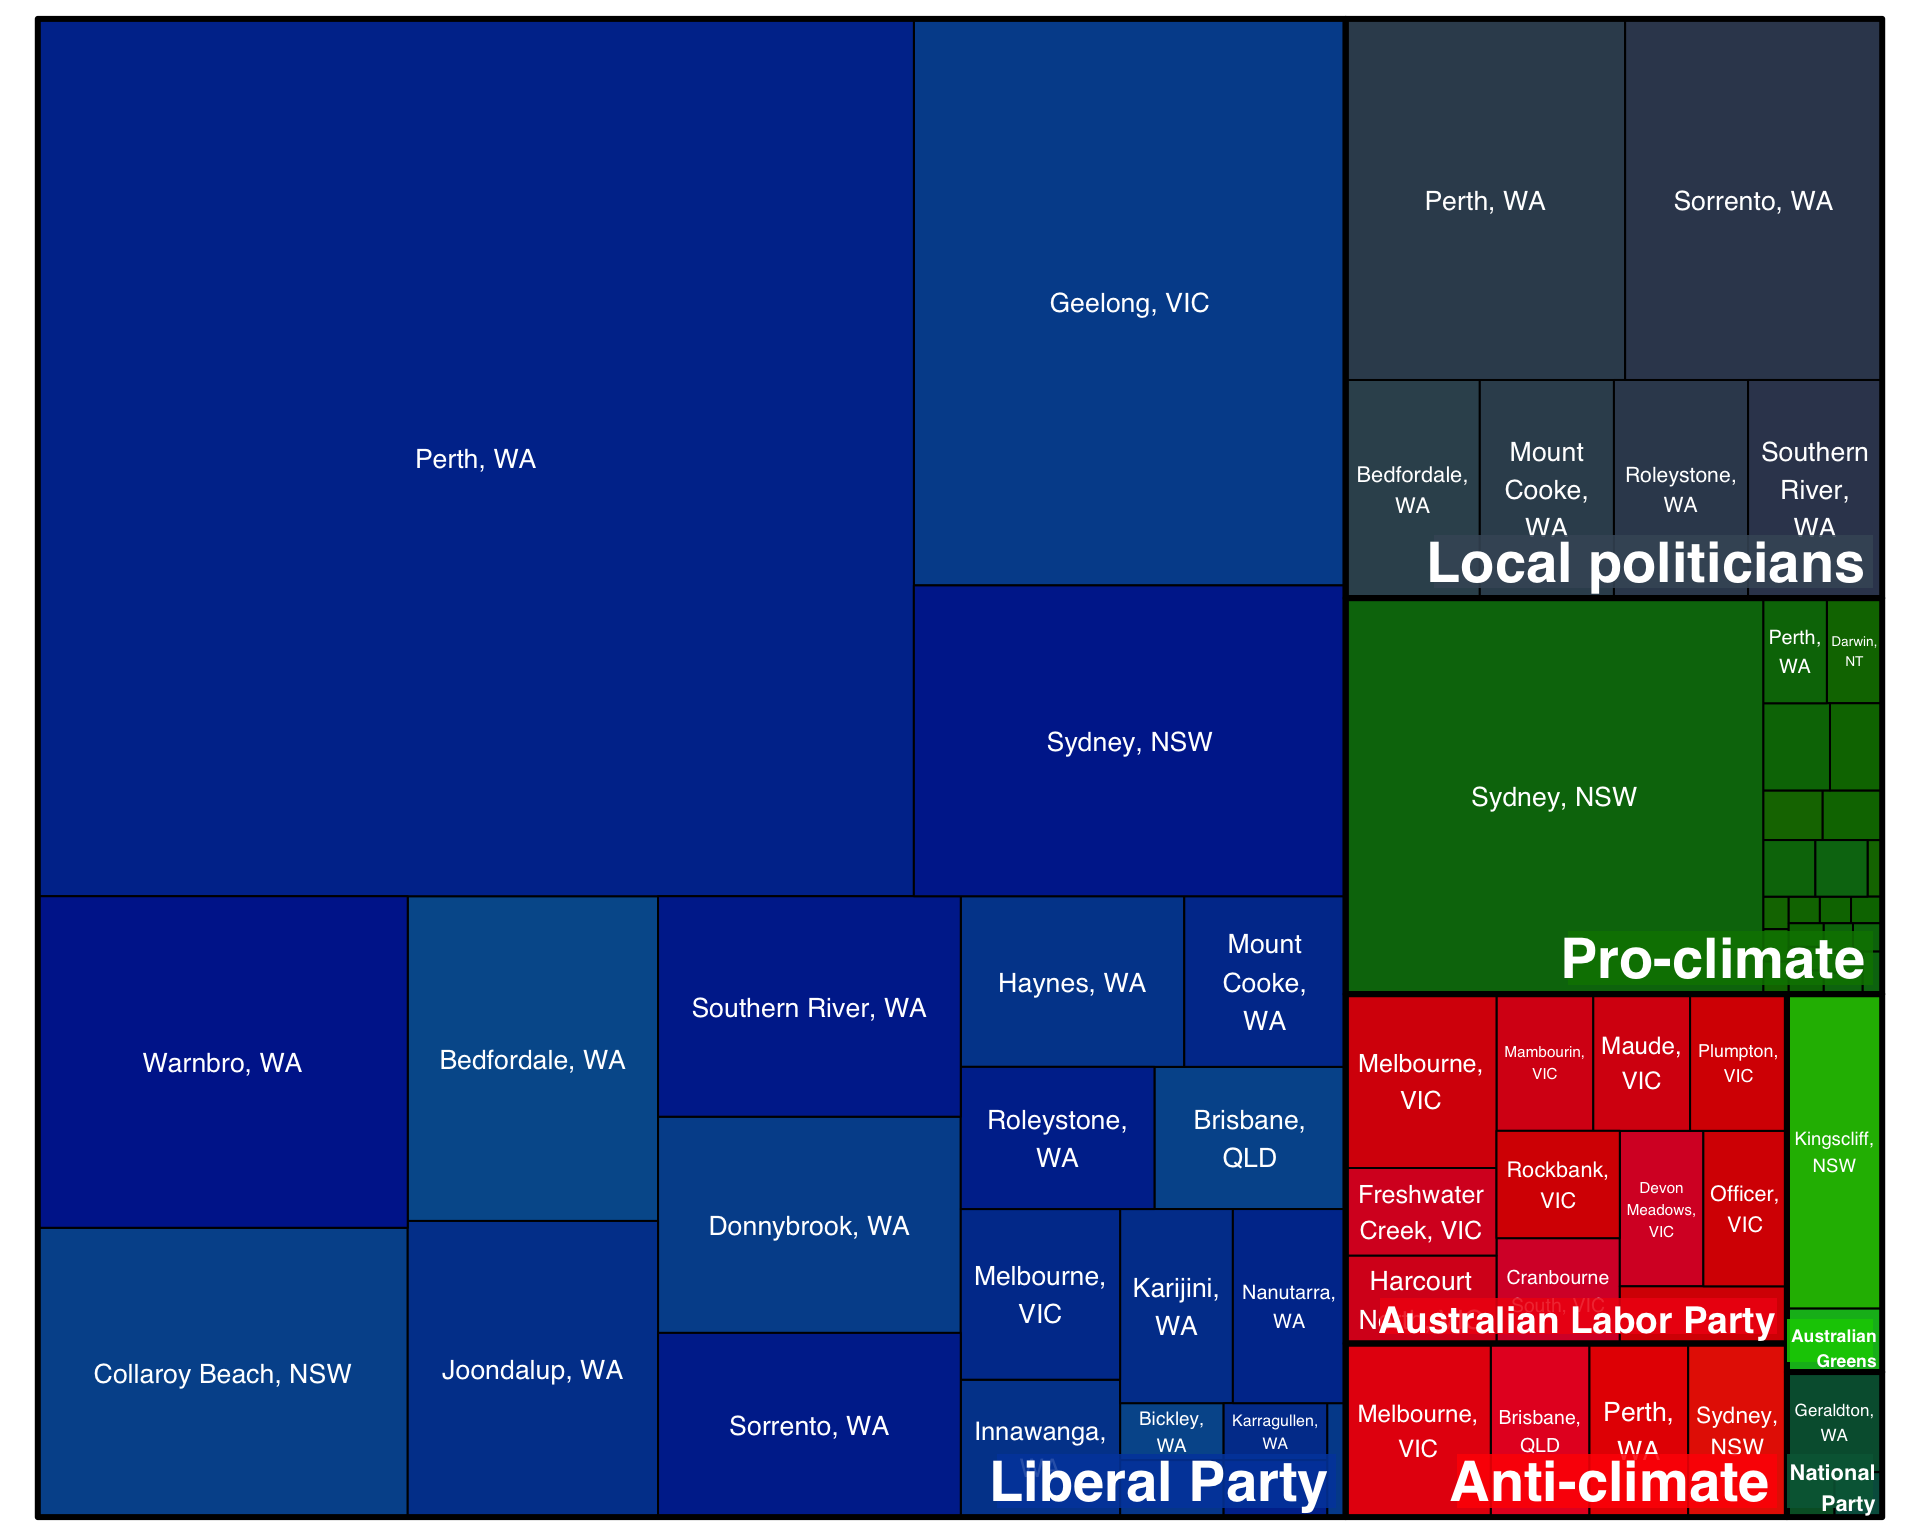 Perth, WA
Geelong, VIC
Sydney, NSW
Warnbro, WA
Collaroy Beach, NSW
Bedfordale, WA
Joondalup, WA
Southern River, WA
Donnybrook, WA
Sorrento, WA
Haynes, WA
Mount
Cooke,
WA
Roleystone,
WA
Brisbane,
QLD
Melbourne,
VIC
Karijini,
WA
Nanutarra,
WA
Innawanga,
WA
Bickley,
WA
Karragullen,
WA
Liberal Party
Perth, WA
Sorrento, WA
Bedfordale,
WA
Mount
Cooke,
WA
Roleystone,
WA
Southern
River,
WA
Local politicians
Sydney, NSW
Perth,
WA
Darwin,
NT
Pro-climate
Melbourne,
VIC
Freshwater
Creek, VIC
Harcourt
Mambourin,
VIC
Maude,
VIC
Plumpton,
VIC
Rockbank,
VIC
Devon
Meadows,
VIC
Officer,
VIC
Cranbourne
South, VIC
Australian Labor Party
Kingscliff,
NSW
Australian
Greens
Melbourne,
VIC
Brisbane,
QLD
Perth,
WA
Sydney,
NSW
Anti-climate
Geraldton,
WA
National
Party